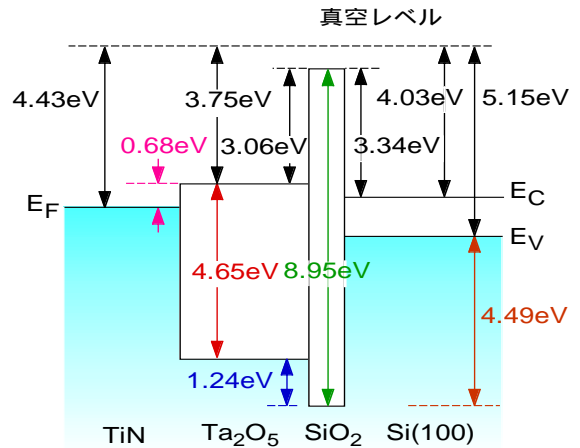 真空レベル
4.43eV
3.75eV
4.03eV
5.15eV
0.68eV
3.06eV
3.34eV
EF
EC
EV
4.65eV
8.95eV
4.49eV
1.24eV
TiN
Ta2O5
SiO2
Si(100)